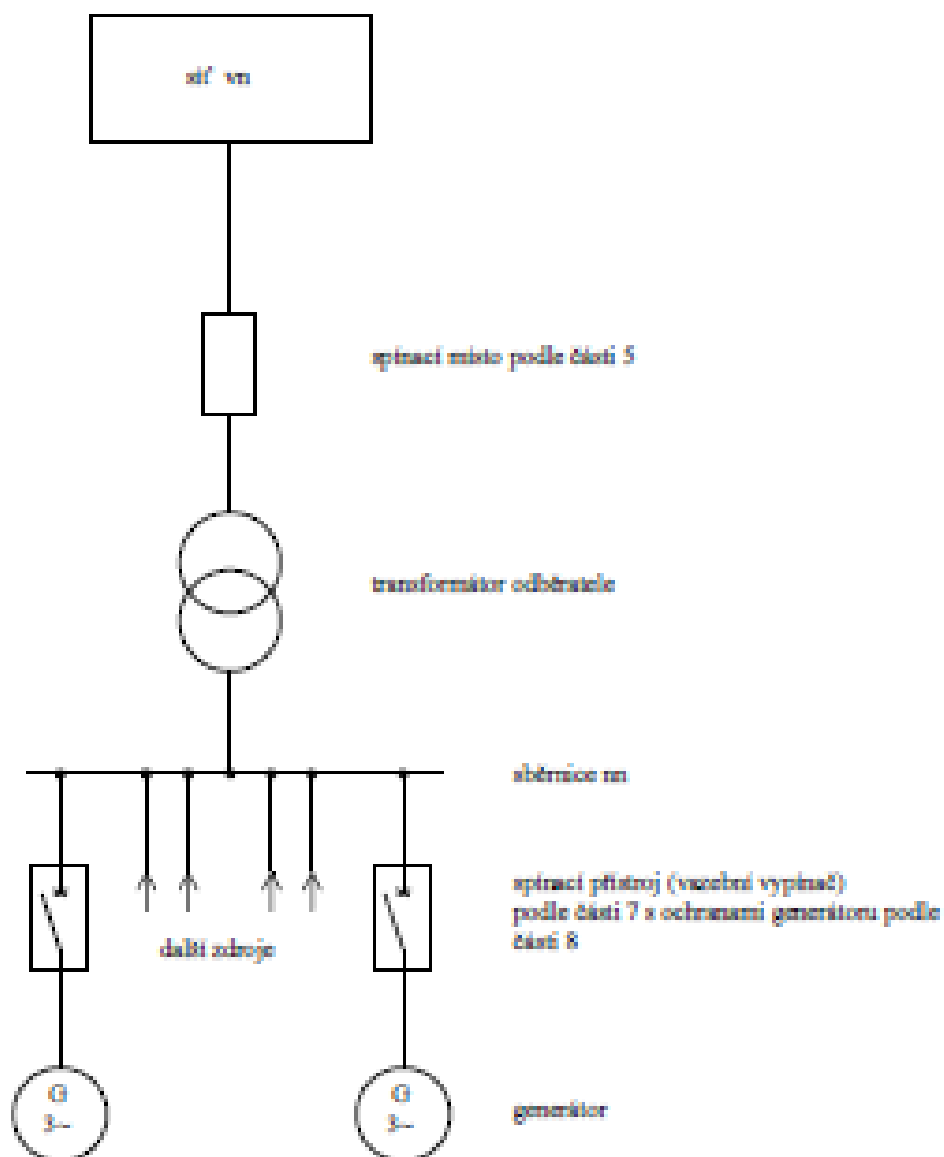 síť vn
spínací místo podle části 5
transformátor odběratele
sběrnice nn
spínací přístroj (vazební vypínač)
podle části 7 s ochranami generátoru podle
části 8
další zdroje
G
3~
G
3~
generátor